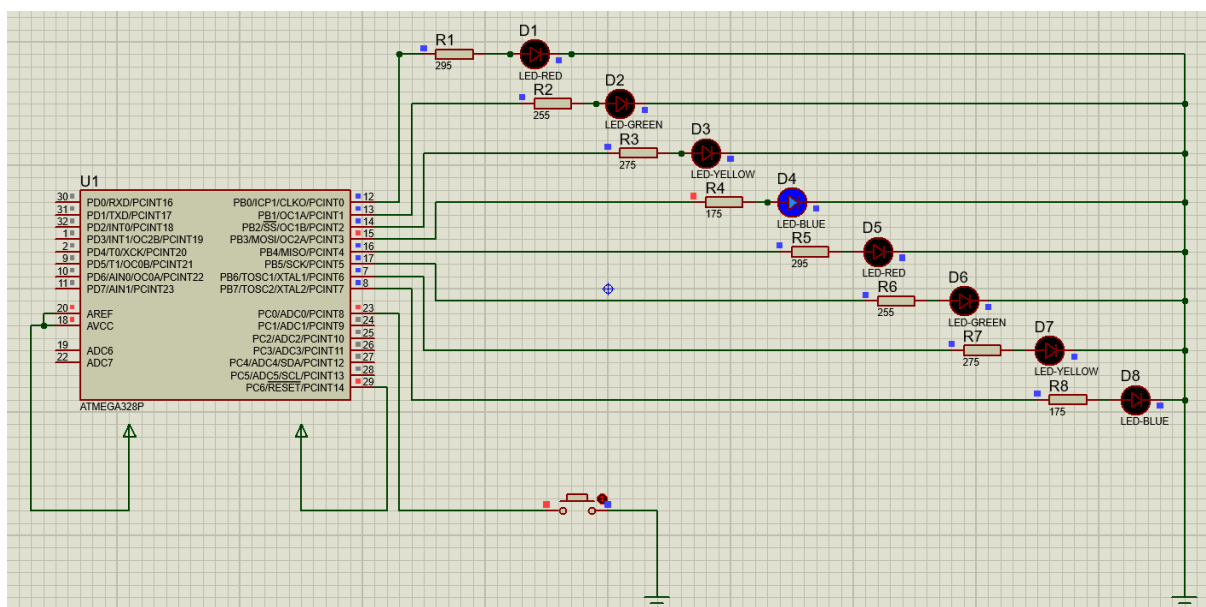 R1
295
D1
LED-RED
R2
255
D2
LED-GREEN
R3
275
D3
LED-YELLOW
R4
175
D4
LED-BLUE
R5
295
D5
LED-RED
R6
255
D6
LED-GREEN
R7
275
D7
LED-YELLOW
R8
175
D8
LED-BLUE
U1
30 PD0/RXD/PCINT16 PB0/ICP1/CLKO/PCINT0 12
31 PD1/TXD/PCINT17 PB1/OC1A/PCINT1 13
32 PD2/INT0/PCINT18 PB2/SS/OC1B/PCINT2 14
1 PD3/INT1/OC2B/PCINT19 PB3/MOSI/OC2A/PCINT3 15
2 PD4/T0/XCK/PCINT20 PB4/MISO/PCINT4 16
9 PD5/T1/OC0B/PCINT21 PB5/SCK/PCINT5 17
10 PD6/AIN0/OC0A/PCINT22 PB6/TOSC1/XTAL1/PCINT6 7
11 PD7/AIN1/PCINT23 PB7/TOSC2/XTAL2/PCINT7 8
20 AREF PC0/ADC0/PCINT8 23
18 AVCC PC1/ADC1/PCINT9 24
PC2/ADC2/PCINT10 25
19 ADC6 PC3/ADC3/PCINT11 26
22 ADC7 PC4/ADC4/SDA/PCINT12 27
PC5/ADC5/SCL/PCINT13 28
PC6/RESET/PCINT14 29
ATMEGA328P